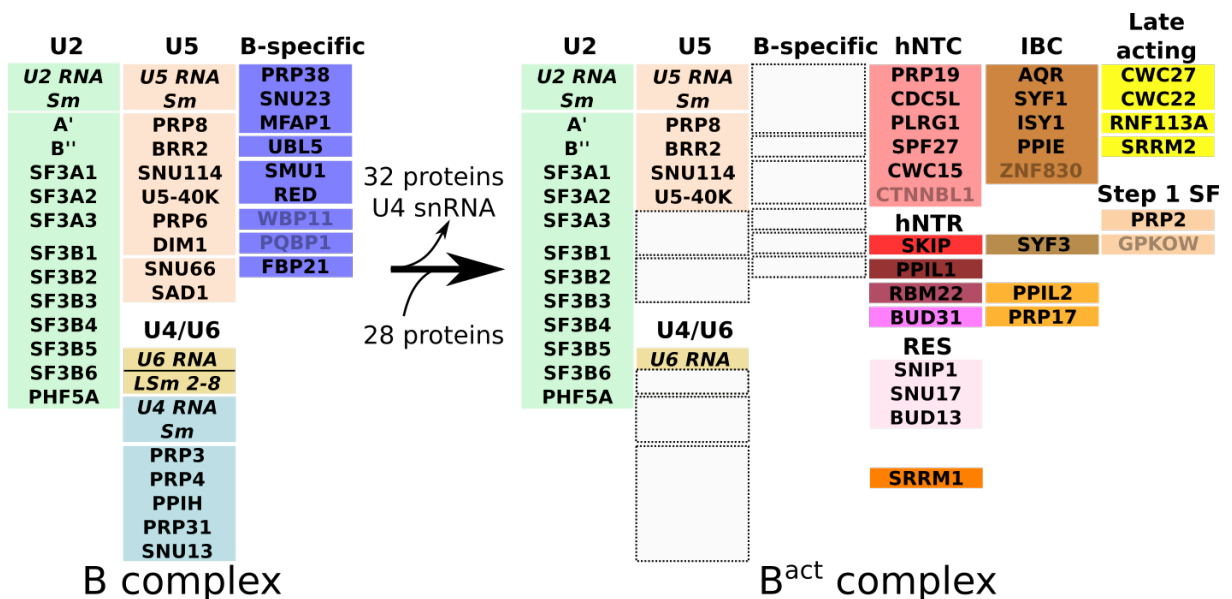 U2
U2 RNA
Sm
A'
B''
SF3A1
SF3A2
SF3A3
SF3B1
SF3B2
SF3B3
SF3B4
SF3B5
SF3B6
PHF5A
U5
U5 RNA
Sm
PRP8
BRR2
SNU114
U5-40K
PRP6
DIM1
SNU66
SAD1
U4/U6
U6 RNA
LSm 2-8
U4 RNA
Sm
PRP3
PRP4
PPIH
PRP31
SNU13
B-specific
PRP38
SNU23
MFAP1
UBL5
SMU1
RED
WBP11
PQBP1
FBP21
B complex
32 proteins
U4 snRNA
28 proteins
U2
U2 RNA
Sm
A'
B''
SF3A1
SF3A2
SF3A3
SF3B1
SF3B2
SF3B3
SF3B4
SF3B5
SF3B6
PHF5A
U5
U5 RNA
Sm
PRP8
BRR2
SNU114
U5-40K
U4/U6
U6 RNA
B-specific
hNTC
PRP19
CDC5L
PLRG1
SPF27
CWC15
CTNNBL1
hNTR
SKIP
PPIL1
RBM22
BUD31
RES
SNIP1
SNU17
BUD13
SRRM1
IBC
AQR
SYF1
ISY1
PPIE
ZNF830
SYF3
PPIL2
PRP17
Late
acting
CWC27
CWC22
RNF113A
SRRM2
Step 1 SF
PRP2
GPKOW
Bact complex